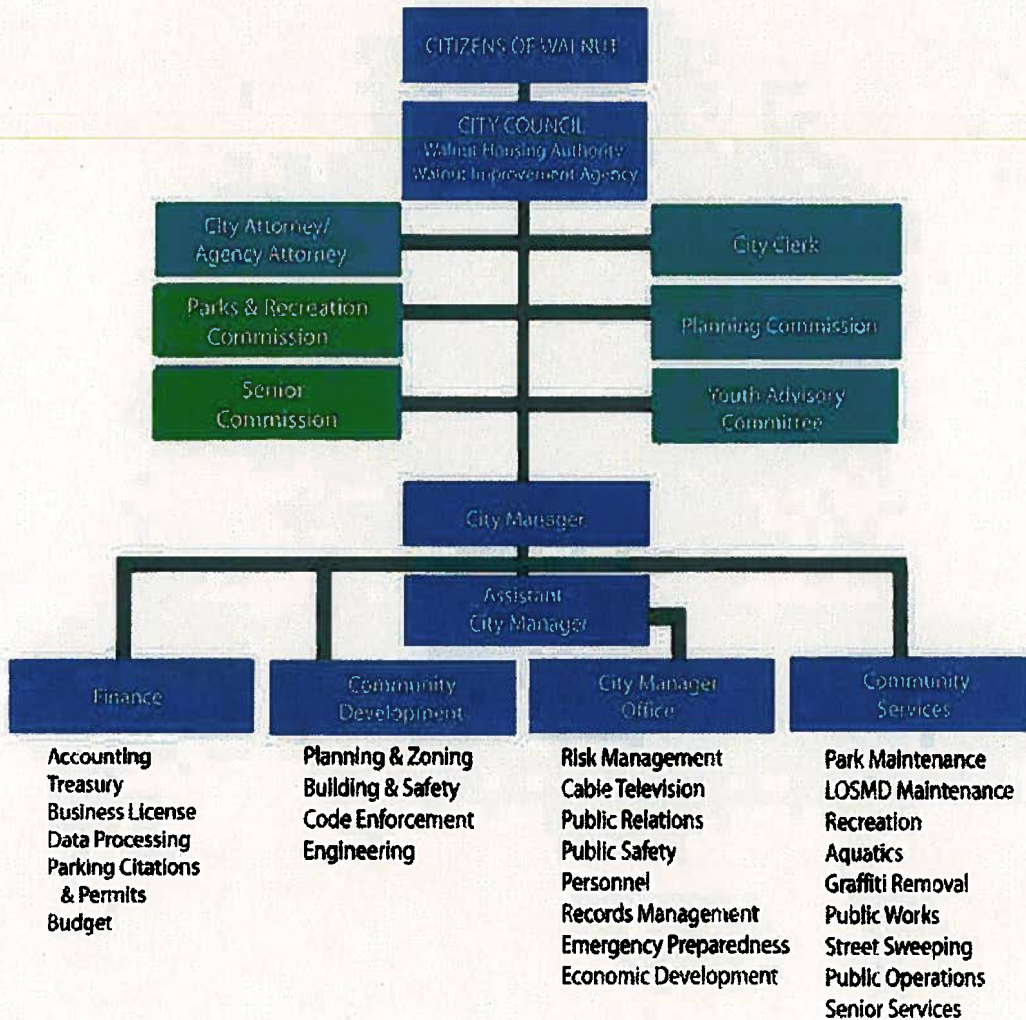 CITIZENS OF WALNUT
CITY COUNCIL
Walnut Housing Authority
Walnut Improvement Agency
City Attorney/
Agency Attorney
City Clerk
Parks & Recreation
Commission
Planning Commission
Senior
Commission
Youth Advisory
Committee
City Manager
Assistant
City Manager
Finance
Accounting
Treasury
Business License
Data Processing
Parking Citations
& Permits
Budget
Community
Development
Planning & Zoning
Building & Safety
Code Enforcement
Engineering
City Manager
Office
Risk Management
Cable Television
Public Relations
Public Safety
Personnel
Records Management
Emergency Preparedness
Economic Development
Community
Services
Park Maintenance
LOSMD Maintenance
Recreation
Aquatics
Graffiti Removal
Public Works
Street Sweeping
Public Operations
Senior Services